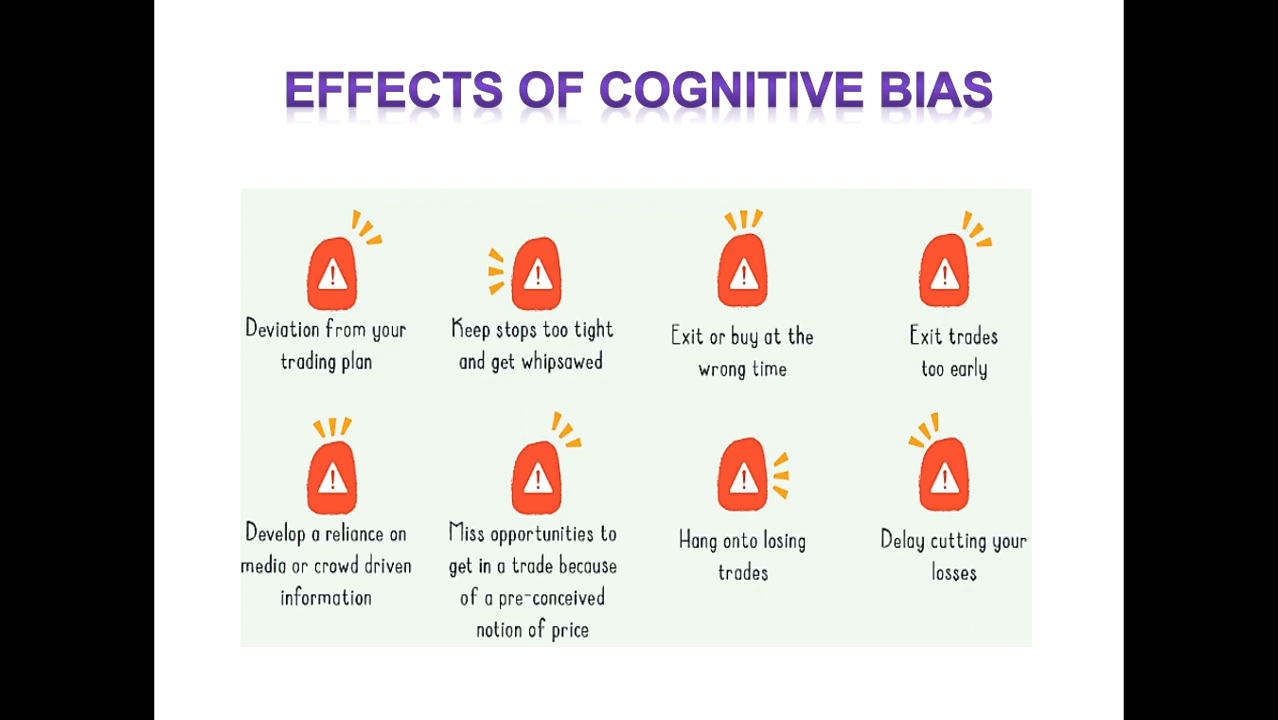 EFFECTS OF COGNITIVE BIAS
Deviation from your
trading plan
Keep stops too tight
and get whipsawed
Exit or buy at the
wrong time
Exit trades
too early
Develop a reliance on
media or crowd driven
information
Miss opportunities to
get in a trade because
of a pre-conceived
notion of price
Hang onto losing
trades
Delay cutting your
losses